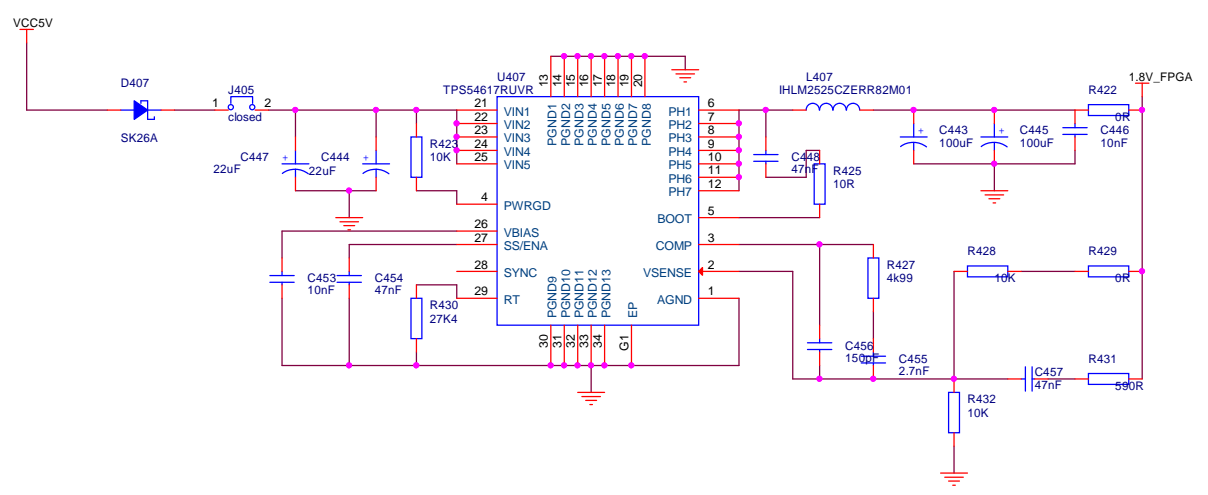 VCC5V
D407
SK26A
J405
1
2
closed
C447
22uF
C444
22uF
R423
10K
U407
TPS54617RUVR
13
14
15
16
17
18
19
20
PGND1
PGND2
PGND3
PGND4
PGND5
PGND6
PGND7
PGND8
21
VIN1
22
VIN2
23
VIN3
24
VIN4
25
VIN5
4
PWRGD
26
VBIAS
27
SS/ENA
28
SYNC
29
RT
PH1
6
PH2
7
PH3
8
PH4
9
PH5
10
PH6
11
PH7
12
BOOT
5
COMP
3
VSENSE
2
AGND
1
PGND9
PGND10
PGND11
PGND12
PGND13
EP
30
31
32
33
34
G1
C453
10nF
C454
47nF
R430
27K4
L407
IHLM2525CZERR82M01
C448
47nF
R425
10R
C443
100uF
C445
100uF
C446
10nF
R422
0R
1.8V_FPGA
R427
4k99
R428
10K
R429
0R
C456
150pF
C455
2.7nF
C457
47nF
R431
590R
R432
10K